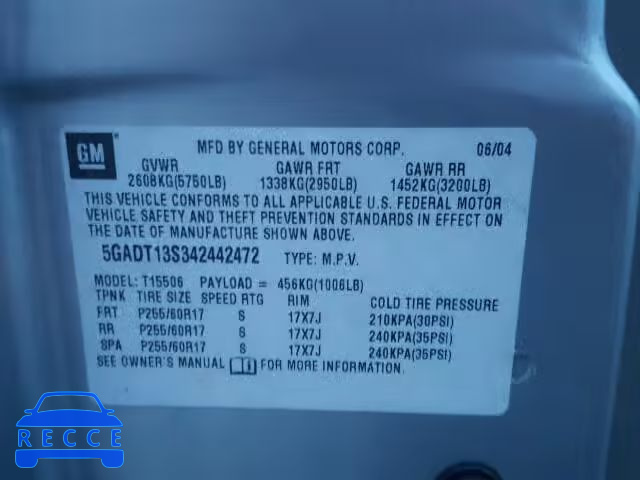 GM
MFD BY GENERAL MOTORS CORP. 06/04
GVWR GAWR FRT GAWR RR
2608KG(5750LB) 1338KG(2950LB) 1452KG(3200LB)
THIS VEHICLE CONFORMS TO ALL APPLICABLE U.S. FEDERAL MOTOR
VEHICLE SAFETY AND THEFT PREVENTION STANDARDS IN EFFECT ON
THE DATE OF MANUFACTURE SHOWN ABOVE.
5GADT13S342442472 TYPE: M.P.V.
MODEL: T15506 PAYLOAD = 456KG(1006LB)
TPNK TIRE SIZE SPEED RTG RIM COLD TIRE PRESSURE
FRT P255/60R17 S 17X7J 210KPA(30PSI)
RR P255/60R17 S 17X7J 240KPA(35PSI)
SPA P255/60R17 S 17X7J 240KPA(35PSI)
SEE OWNER'S MANUAL FOR MORE INFORMATION.
RECCE